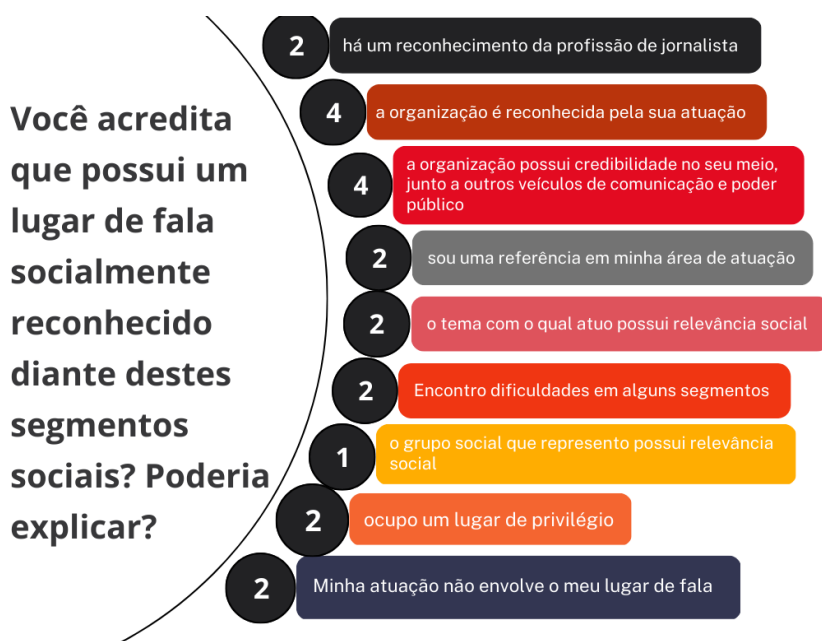 Você acredita
que possui um
lugar de fala
socialmente
reconhecido
diante destes
segmentos
sociais? Poderia
explicar?
2
há um reconhecimento da profissão de jornalista
4
a organização é reconhecida pela sua atuação
4
a organização possui credibilidade no seu meio,
junto a outros veículos de comunicação e poder
público
2
sou uma referência em minha área de atuação
2
o tema com o qual atuo possui relevância social
2
Encontro dificuldades em alguns segmentos
1
o grupo social que represento possui relevância
social
2
ocupo um lugar de privilégio
2
Minha atuação não envolve o meu lugar de fala